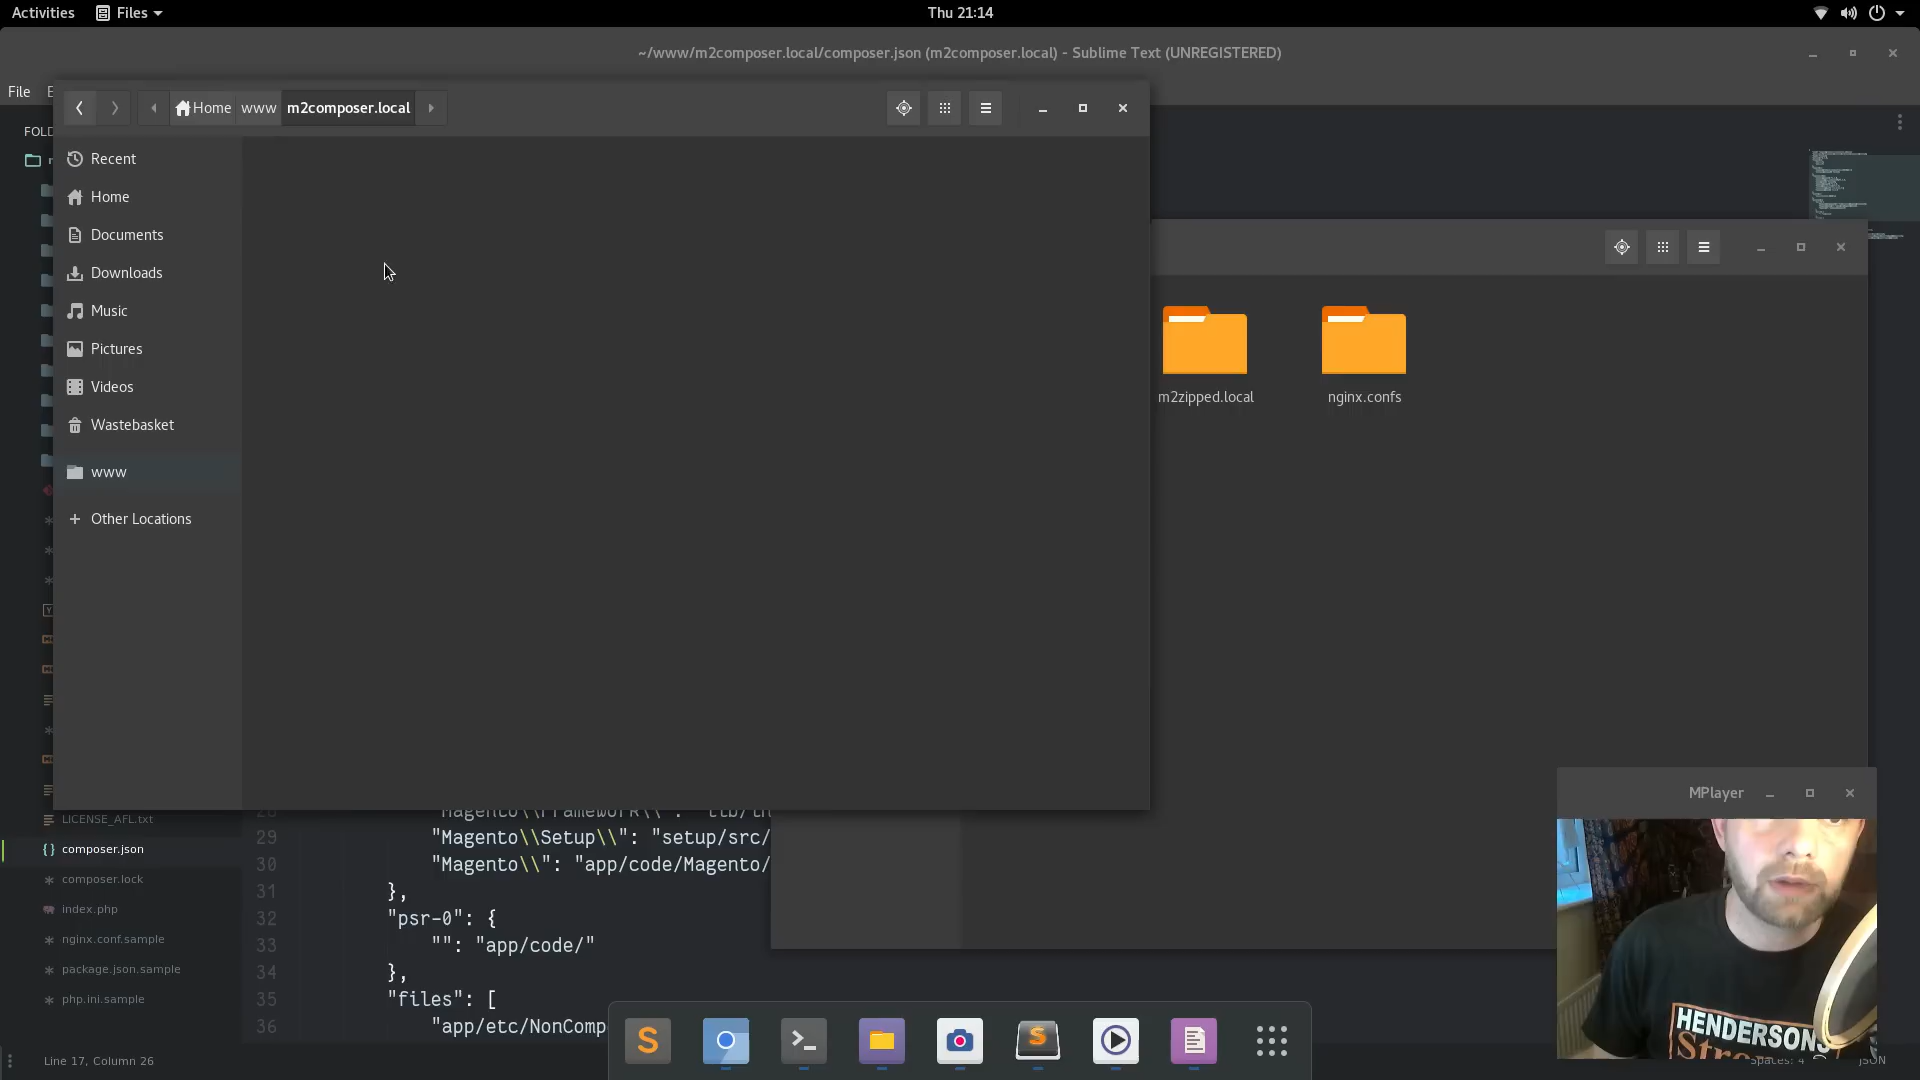 Activities
Files
Thu 21:14
~/www/m2composer.local/composer.json (m2composer.local) - Sublime Text (UNREGISTERED)
File
Home
www
m2composer.local
FOLD
Recent
Home
Documents
Downloads
Music
Pictures
Videos
Wastebasket
www
Other Locations
m2zipped.local
nginx.confs
MPlayer
LICENSE_AFL.txt
composer.json
composer.lock
index.php
nginx.conf.sample
package.json.sample
php.ini.sample
29 "Magento\\Setup\\": "setup/src/
30 "Magento\\": "app/code/Magento/
31 },
32 "psr-0": {
33 "": "app/code/"
34 },
35 "files": [
36 "app/etc/NonComp
HENDERSONS
Line 17, Column 26
Spaces: 4
JSON